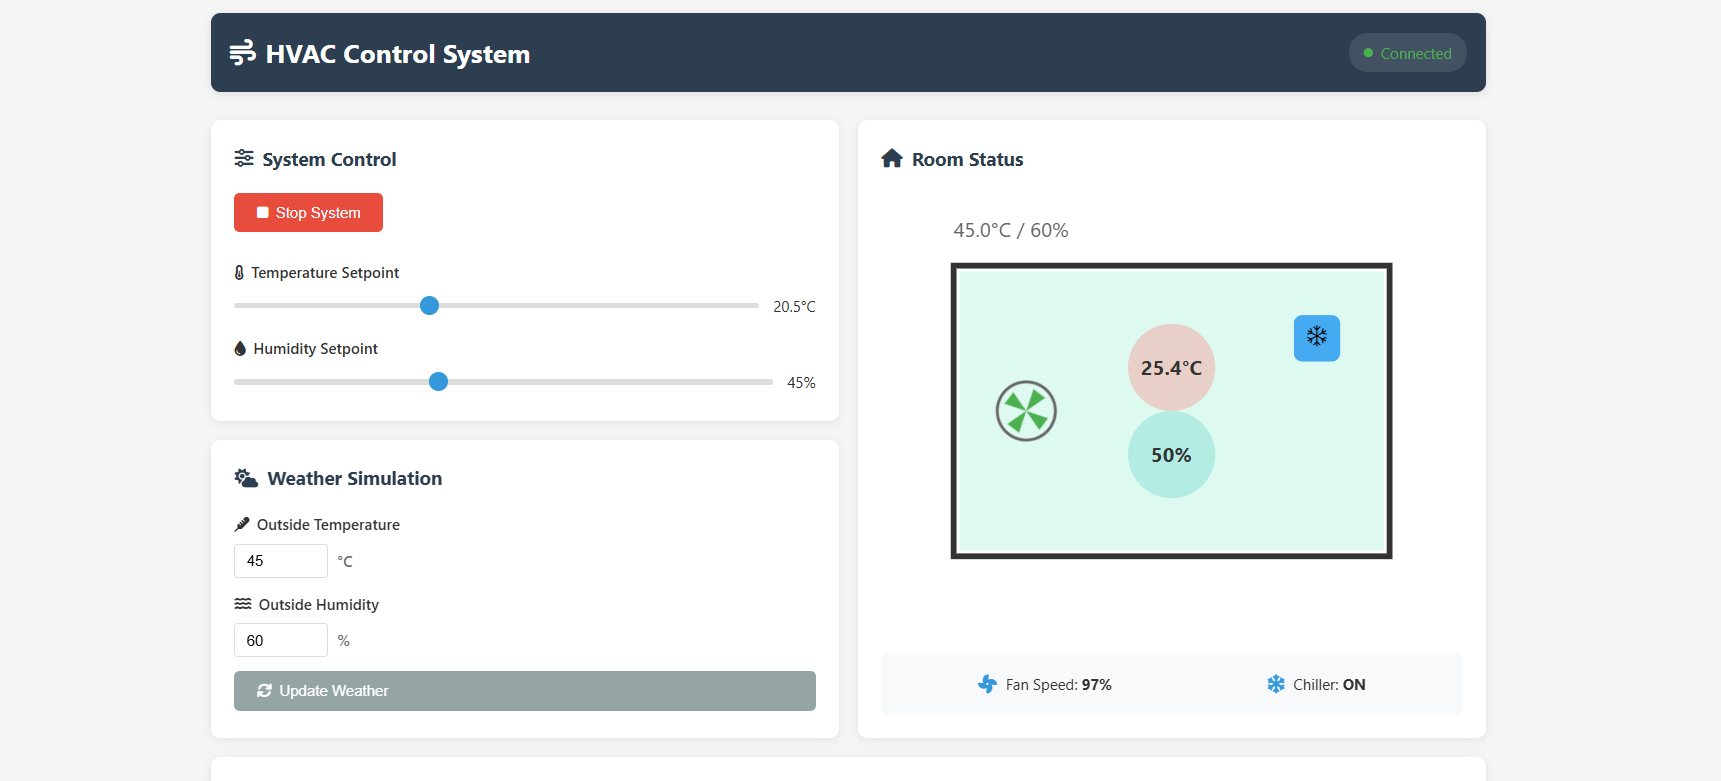 HVAC Control System
Connected
System Control
Stop System
Temperature Setpoint
20.5°C
Humidity Setpoint
45%
Weather Simulation
Outside Temperature
45 °C
Outside Humidity
60 %
Update Weather
Room Status
45.0°C / 60%
25.4°C
50%
Fan Speed: 97%
Chiller: ON